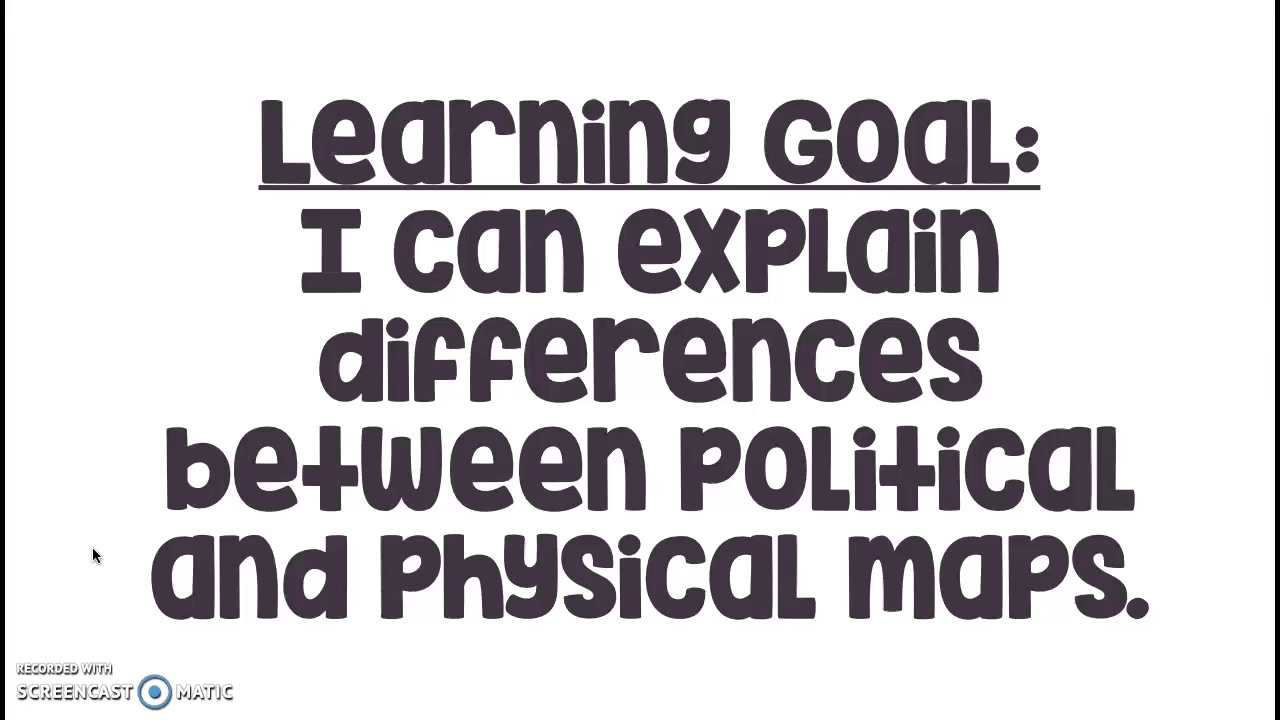 Learning Goal:
I can explain
differences
between political
and physical maps.
RECORDED WITH
SCREENCAST MATIC